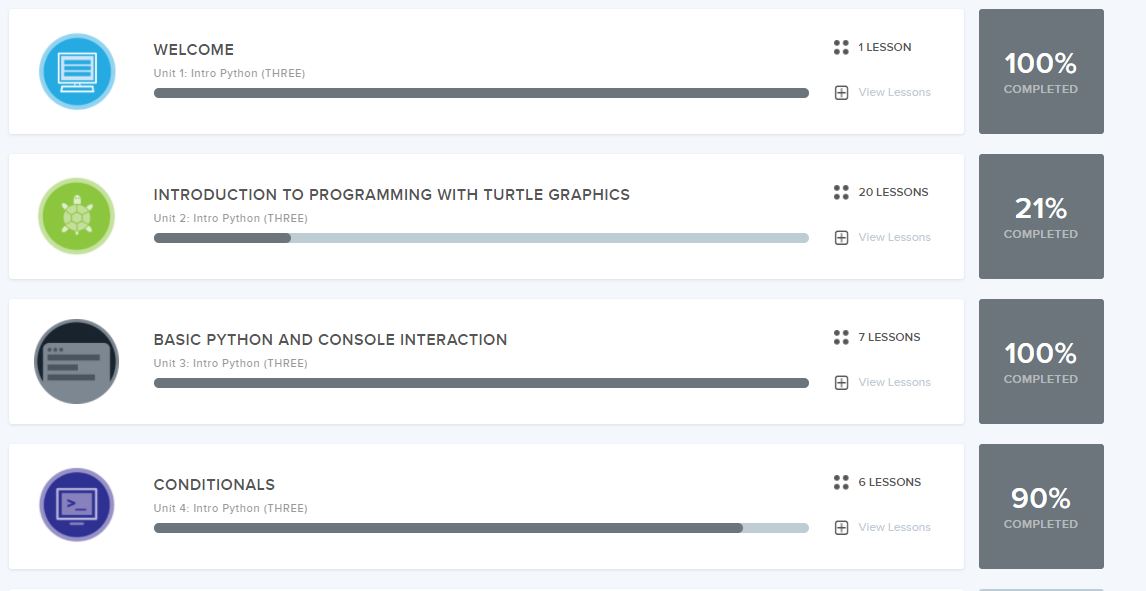 WELCOME
Unit 1: Intro Python (THREE)
1 LESSON
View Lessons
100%
COMPLETED
INTRODUCTION TO PROGRAMMING WITH TURTLE GRAPHICS
Unit 2: Intro Python (THREE)
20 LESSONS
View Lessons
21%
COMPLETED
BASIC PYTHON AND CONSOLE INTERACTION
Unit 3: Intro Python (THREE)
7 LESSONS
View Lessons
100%
COMPLETED
CONDITIONALS
Unit 4: Intro Python (THREE)
6 LESSONS
View Lessons
90%
COMPLETED